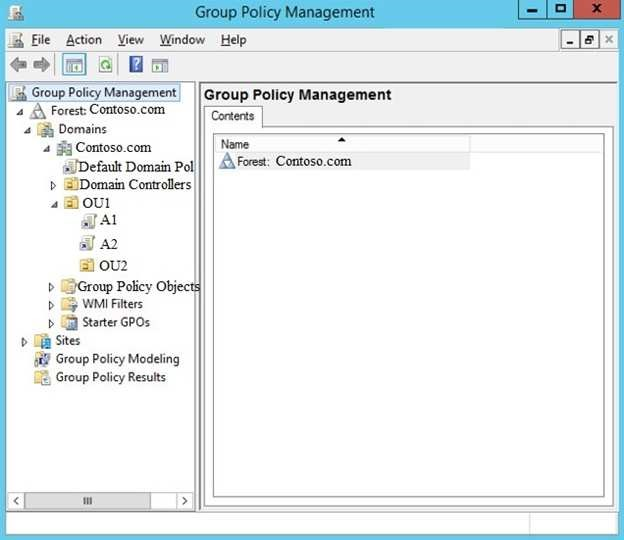 Group Policy Management
File Action View Window Help
Group Policy Management
Forest: Contoso.com
Domains
Contoso.com
Default Domain Pol
Domain Controllers
OU1
A1
A2
OU2
Group Policy Objects
WMI Filters
Starter GPOs
Sites
Group Policy Modeling
Group Policy Results
Group Policy Management
Contents
Name
Forest: Contoso.com